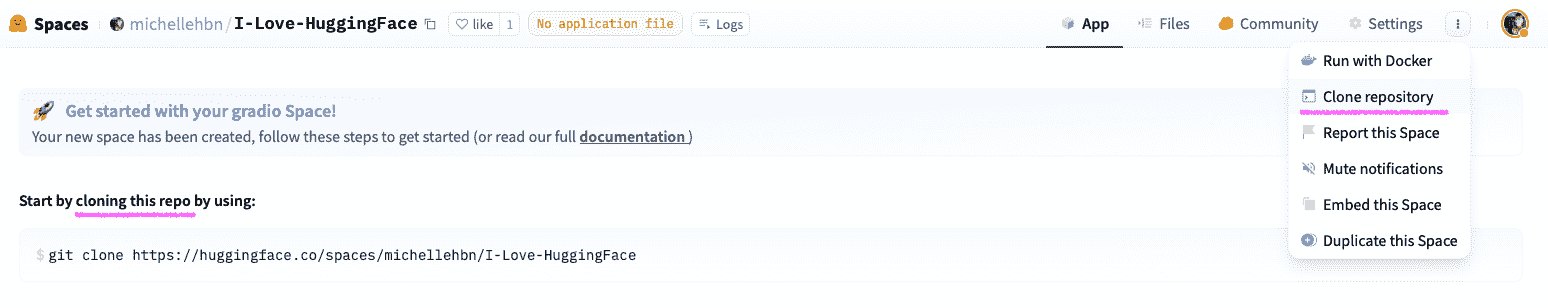 Spaces michellehbn/I-Love-HuggingFace like 1 No application file Logs App Files Community Settings
Run with Docker
Clone repository
Report this Space
Mute notifications
Embed this Space
Duplicate this Space
Get started with your gradio Space!
Your new space has been created, follow these steps to get started (or read our full documentation )
Start by cloning this repo by using:
$ git clone https://huggingface.co/spaces/michellehbn/I-Love-HuggingFace